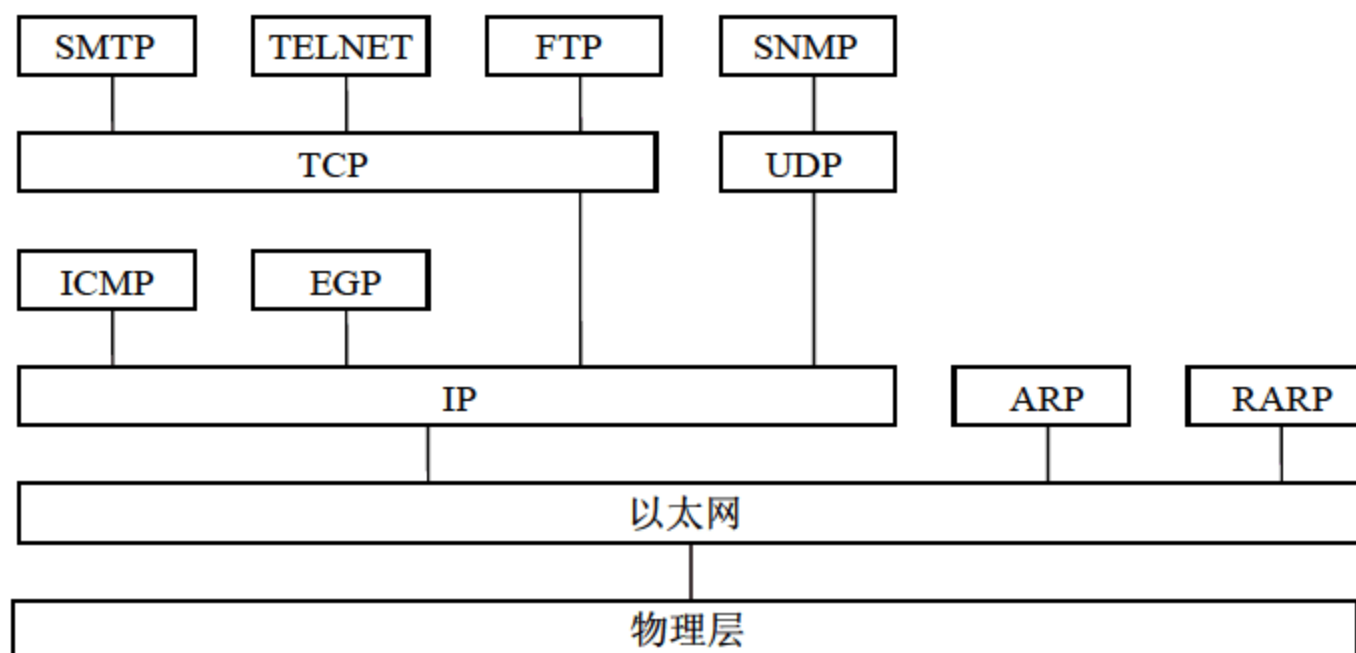 SMTP TELNET FTP SNMP
TCP UDP
ICMP EGP
IP ARP RARP
以太网
物理层